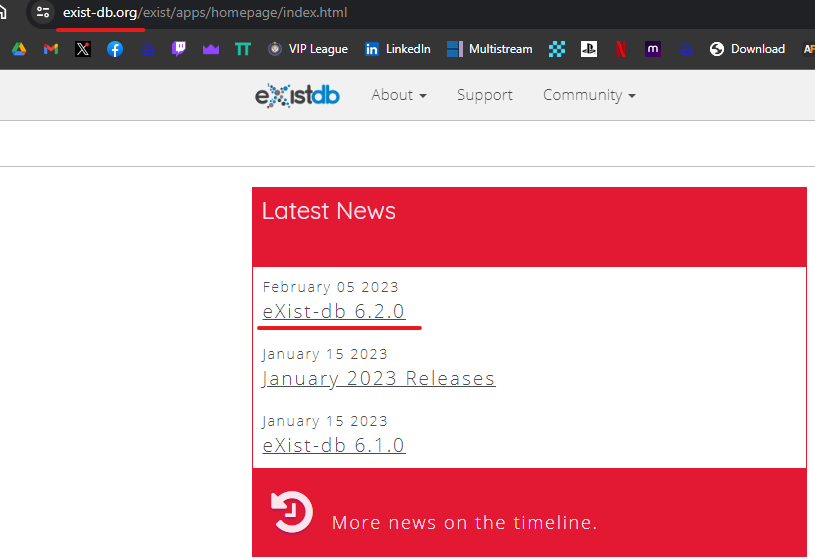 exist-db.org/exist/apps/homepage/index.html
VIP League LinkedIn Multistream Download AF
eXistdb About Support Community
Latest News
February 05 2023
eXist-db 6.2.0
January 15 2023
January 2023 Releases
January 15 2023
eXist-db 6.1.0
More news on the timeline.